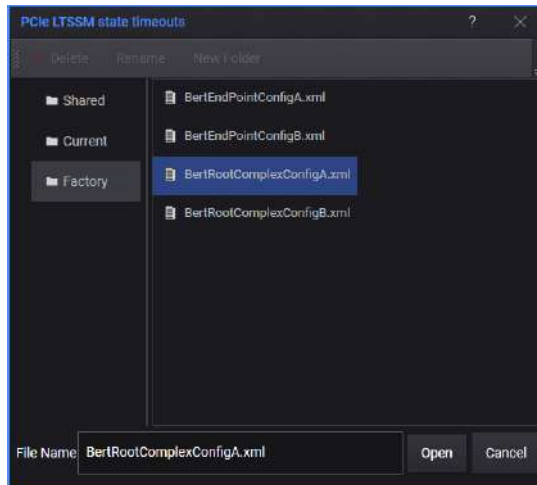 PCIe LTSSM state timeouts ?
Delete Rename New Folder
Shared
Current
Factory
BertEndPointConfigA.xml
BertEndPointConfigB.xml
BertRootComplexConfigA.xml
BertRootComplexConfigB.xml
File Name BertRootComplexConfigA.xml Open Cancel